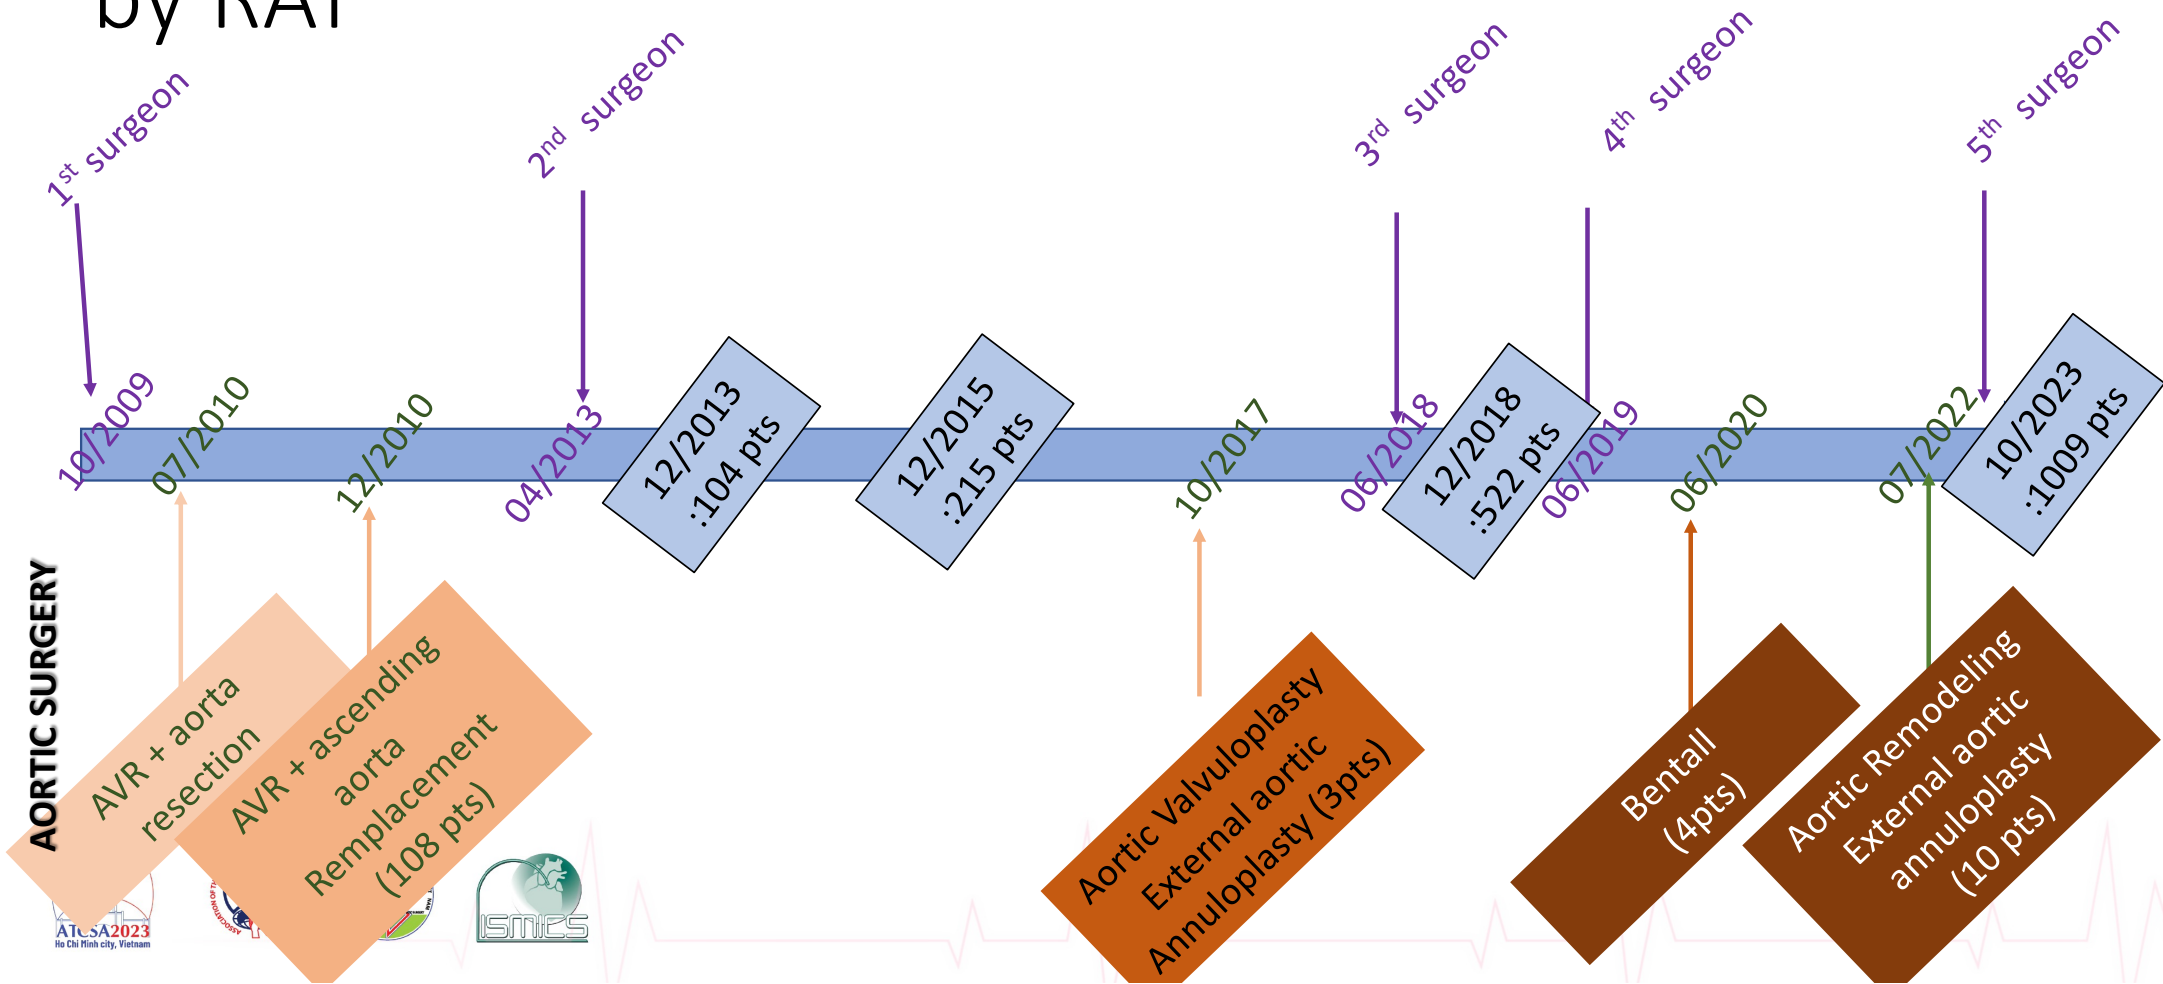 by RAT
1st surgeon
2nd surgeon
3rd surgeon
4th surgeon
5th surgeon
10/2009
07/2010
12/2010
04/2013
12/2013
:104 pts
12/2015
:215 pts
10/2017
06/2018
12/2018
:522 pts
06/2019
06/2020
07/2022
10/2023
:1009 pts
AORTIC SURGERY
AVR + aorta
resection
AVR + ascending
aorta
Remplacement
(108 pts)
Aortic Valvuloplasty
External aortic
Annuloplasty (3pts)
Bentall
(4pts)
Aortic Remodeling
External aortic
annuloplasty
(10 pts)
ATCSA2023
Ho Chi Minh city, Vietnam
ASSOCIATION OF
NAM
ISMICS